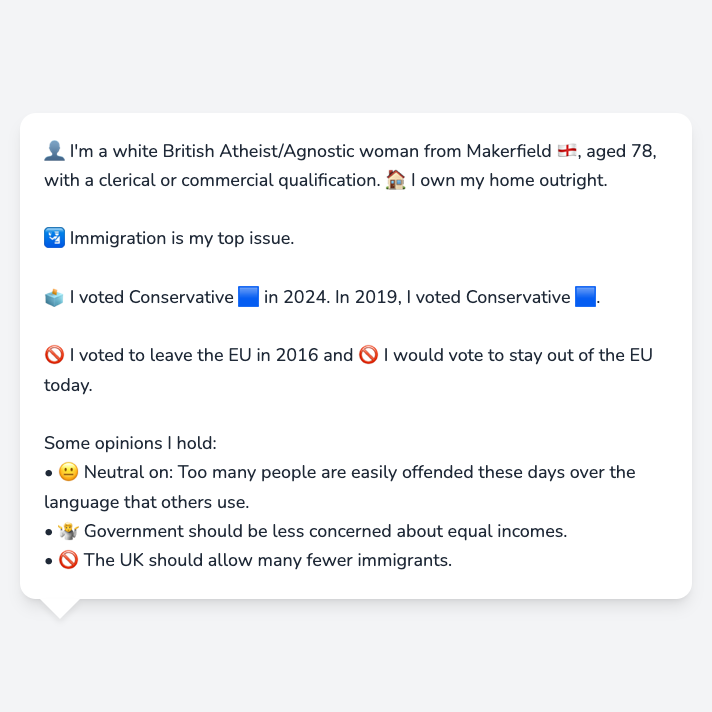 👤 I'm a white British Atheist/Agnostic woman from Makerfield 🏴󠁧󠁢󠁥󠁮󠁧󠁿, aged 78,
with a clerical or commercial qualification. 🏠 I own my home outright.
🛂 Immigration is my top issue.
🗳️ I voted Conservative 🟦 in 2024. In 2019, I voted Conservative 🟦.
🚫 I voted to leave the EU in 2016 and 🚫 I would vote to stay out of the EU
today.
Some opinions I hold:
• 😐 Neutral on: Too many people are easily offended these days over the
language that others use.
• 🤷 Government should be less concerned about equal incomes.
• 🚫 The UK should allow many fewer immigrants.